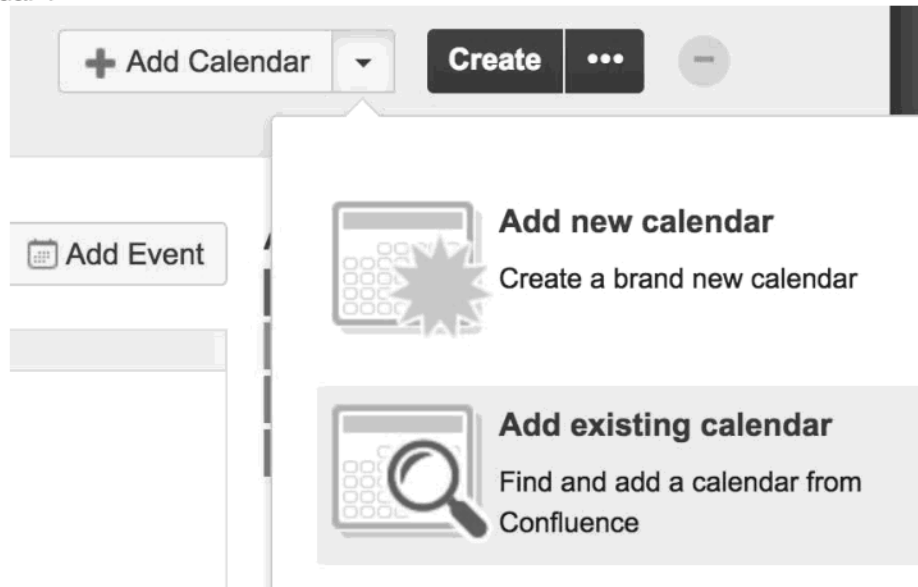 Add Calendar
Create
Add new calendar
Add Event
Create a brand new calendar
Add existing calendar
Find and add a calendar from
Confluence